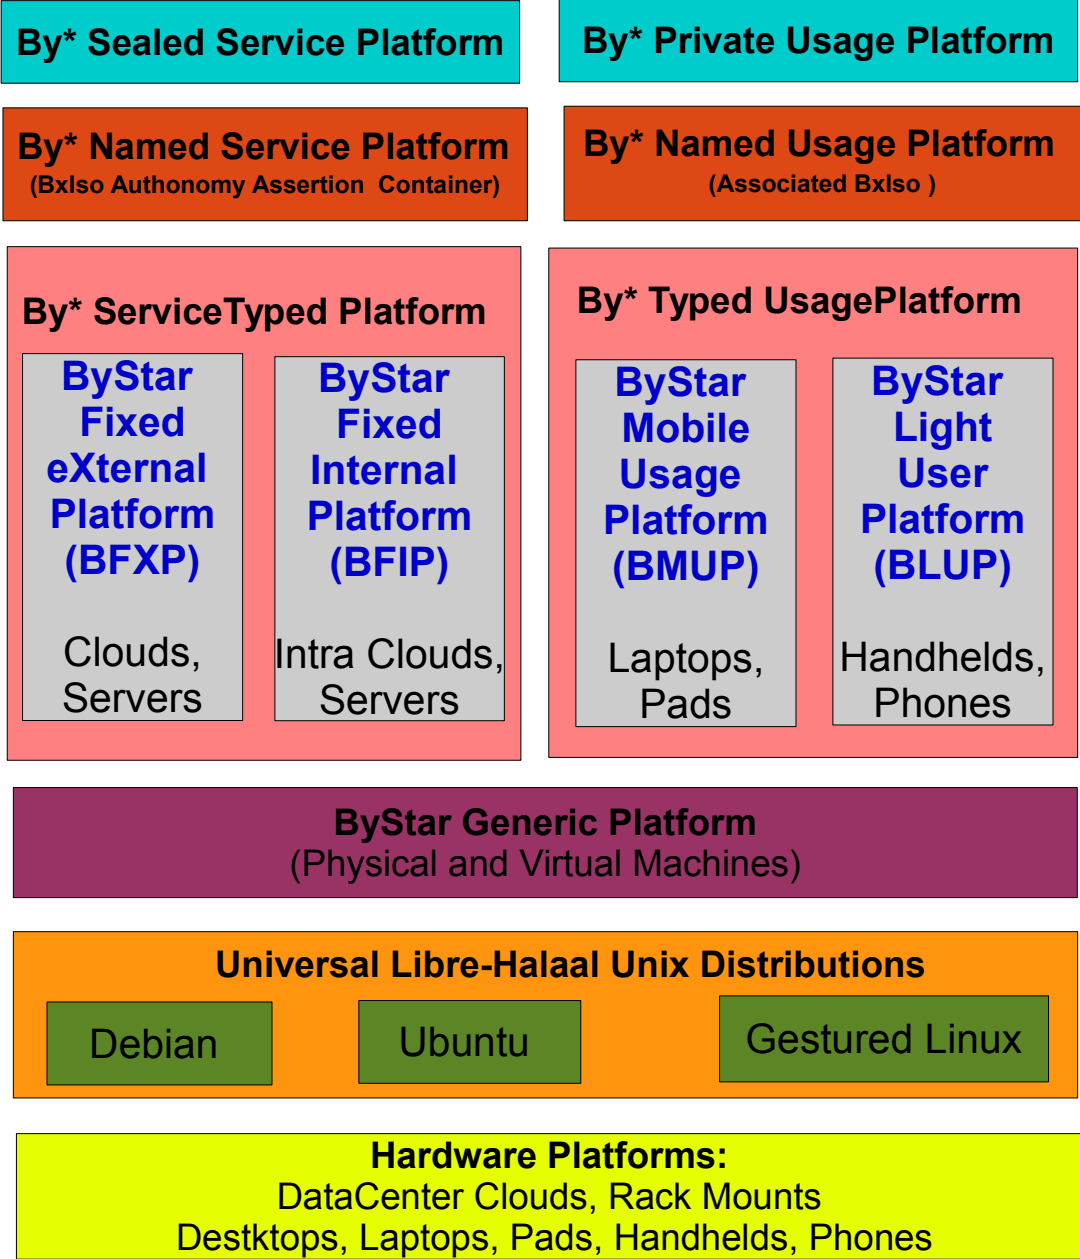 By* Sealed Service Platform
By* Private Usage Platform
By* Named Service Platform
(BxIso Authonomy Assertion Container)
By* Named Usage Platform
(Associated BxIso )
By* ServiceTyped Platform
ByStar
Fixed
eXternal
Platform
(BFXP)
Clouds,
Servers
ByStar
Fixed
Internal
Platform
(BFIP)
Intra Clouds,
Servers
By* Typed UsagePlatform
ByStar
Mobile
Usage
Platform
(BMUP)
Laptops,
Pads
ByStar
Light
User
Platform
(BLUP)
Handhelds,
Phones
ByStar Generic Platform
(Physical and Virtual Machines)
Universal Libre-Halaal Unix Distributions
Debian
Ubuntu
Gestured Linux
Hardware Platforms:
DataCenter Clouds, Rack Mounts
Destktops, Laptops, Pads, Handhelds, Phones